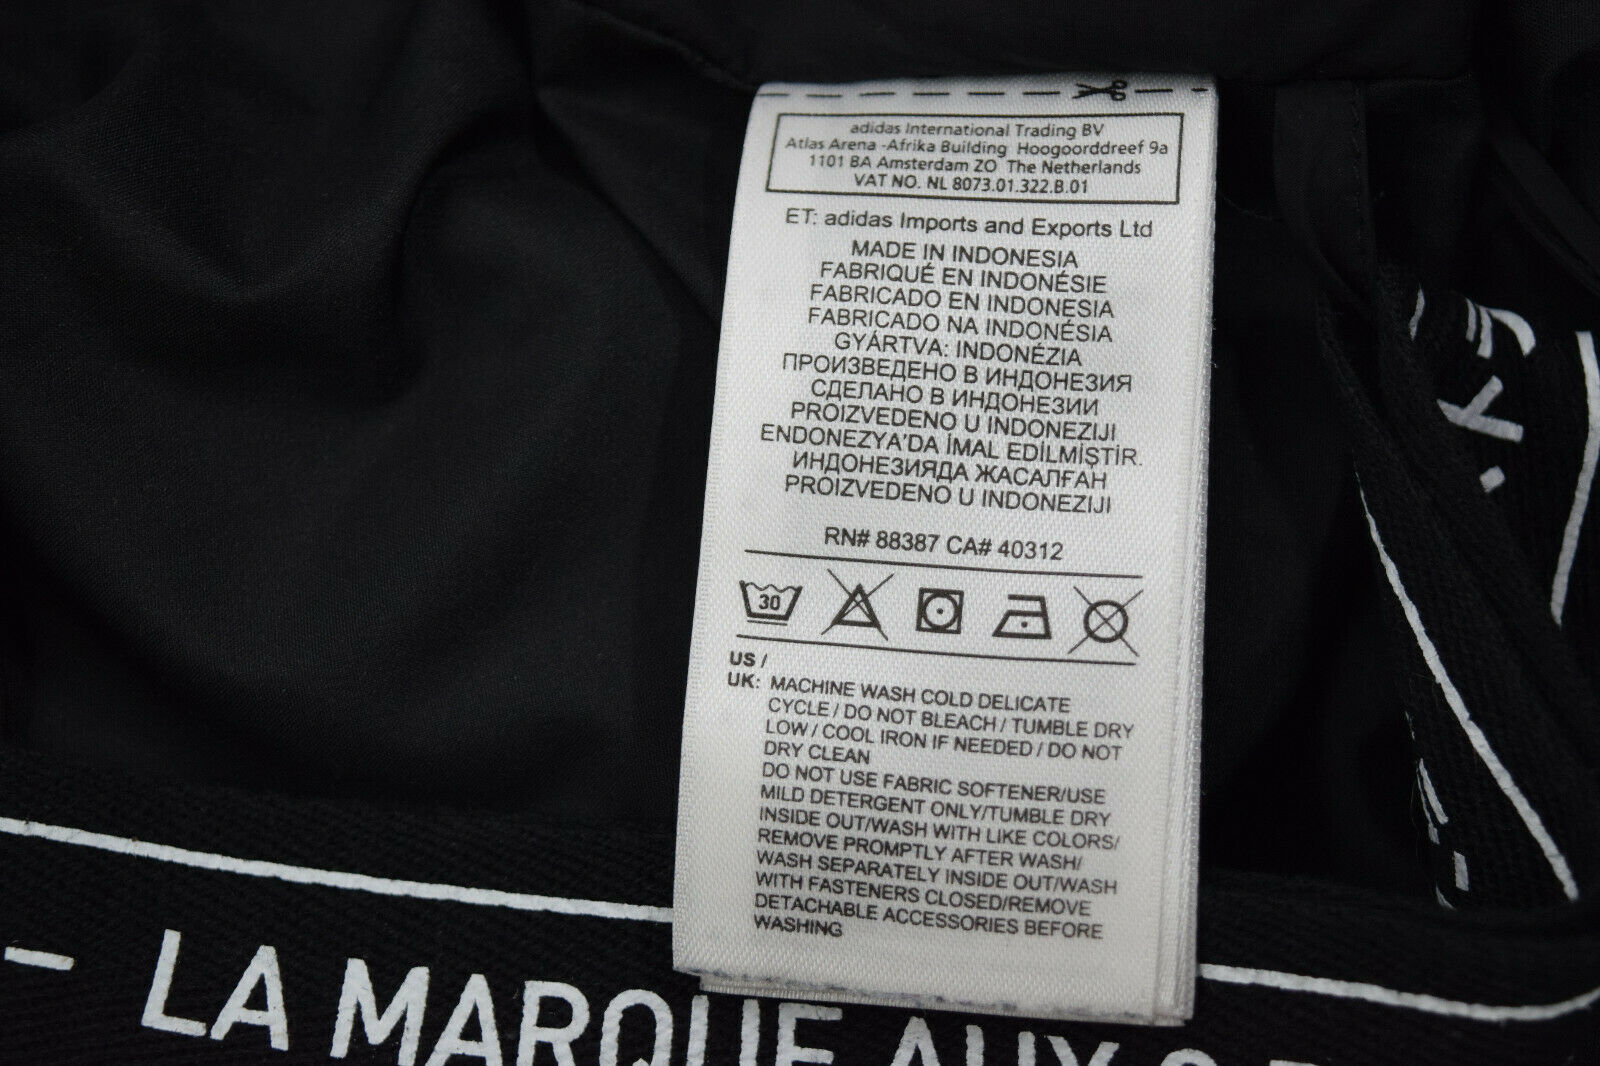 adidas International Trading BV
Atlas Arena -Afrika Building Hoogoorddreef 9a
1101 BA Amsterdam ZO The Netherlands
VAT NO. NL 8073.01.322.B.01
ET: adidas Imports and Exports Ltd
MADE IN INDONESIA
FABRIQUÉ EN INDONÉSIE
FABRICADO EN INDONESIA
FABRICADO NA INDONÉSIA
GYÁRTVA: INDONÉZIA
ПРОИЗВЕДЕНО В ИНДОНЕЗИЯ
СДЕЛАНО В ИНДОНЕЗИИ
PROIZVEDENO U INDONEZIJI
ENDONEZYA'DA İMAL EDİLMİŞTİR.
ИНДОНЕЗИЯДА ЖАСАЛҒАН
PROIZVEDENO U INDONEZIJI
RN# 88387 CA# 40312
30
US /
UK: MACHINE WASH COLD DELICATE
CYCLE / DO NOT BLEACH / TUMBLE DRY
LOW / COOL IRON IF NEEDED / DO NOT
DRY CLEAN
DO NOT USE FABRIC SOFTENER/USE
MILD DETERGENT ONLY/TUMBLE DRY
INSIDE OUT/WASH WITH LIKE COLORS/
REMOVE PROMPTLY AFTER WASH/
WASH SEPARATELY INSIDE OUT/WASH
WITH FASTENERS CLOSED/REMOVE
DETACHABLE ACCESSORIES BEFORE
WASHING
– LA MARQUE AUX